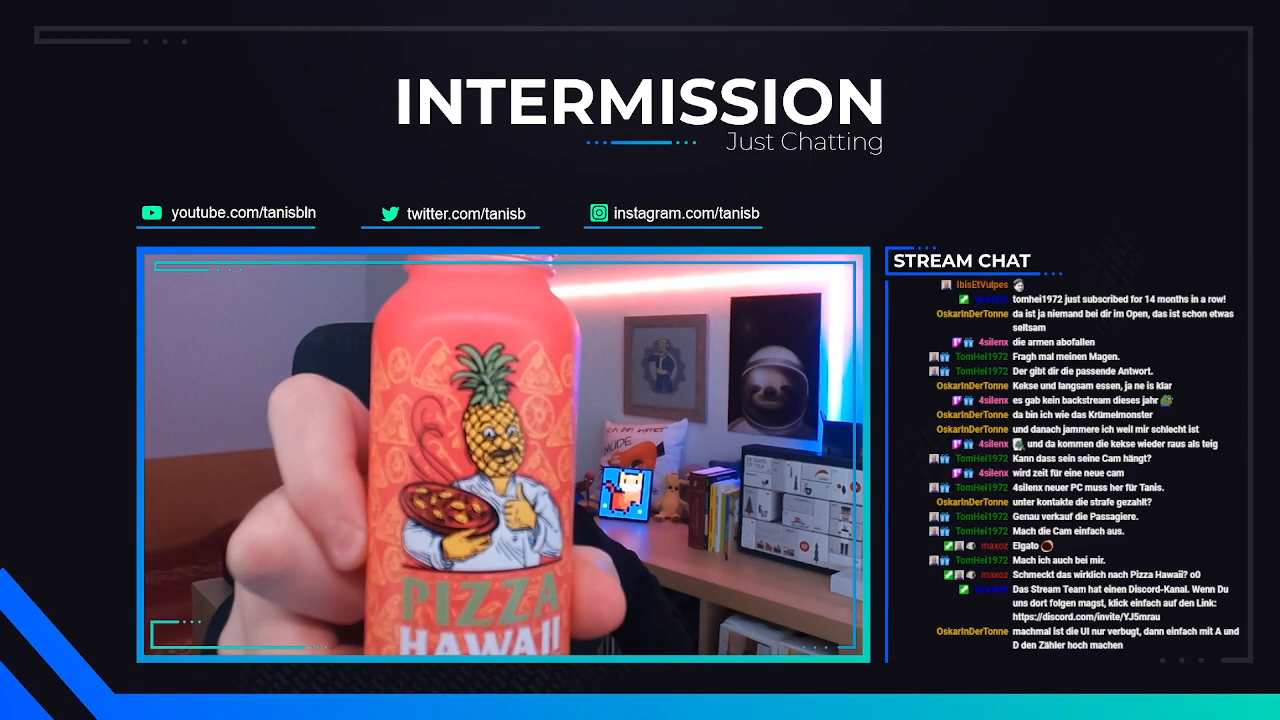 INTERMISSION
Just Chatting
youtube.com/tanisbln
twitter.com/tanisb
instagram.com/tanisb
STREAM CHAT
IbisEtVulpes
tomhei1972 just subscribed for 14 months in a row!
OskarInDerTonne da ist ja niemand bei dir im Open, das ist schon etwas
seltsam
4silenx die armen abofallen
TomHei1972 Fragh mal meinen Magen.
TomHei1972 Der gibt dir die passende Antwort.
OskarInDerTonne Kekse und langsam essen, ja ne is klar
4silenx es gab kein backstream dieses jahr
OskarInDerTonne da bin ich wie das Krümelmonster
OskarInDerTonne und danach jammere ich weil mir schlecht ist
4silenx und da kommen die kekse wieder raus als teig
TomHei1972 Kann dass sein seine Cam hängt?
4silenx wird zeit für eine neue cam
TomHei1972 4silenx neuer PC muss her für Tanis.
OskarInDerTonne unter kontakte die strafe gezahlt?
TomHei1972 Genau verkauf die Passagiere.
TomHei1972 Mach die Cam einfach aus.
maxoz Elgato
TomHei1972 Mach ich auch bei mir.
maxoz Schmeckt das wirklich nach Pizza Hawaii? o0
Das Stream Team hat einen Discord-Kanal. Wenn Du
uns dort folgen magst, klick einfach auf den Link:
https://discord.com/invite/YJ5mrau
OskarInDerTonne machmal ist die UI nur verbugt, dann einfach mit A und
D den Zähler hoch machen
MÜDE
PIZZA
HAWAII